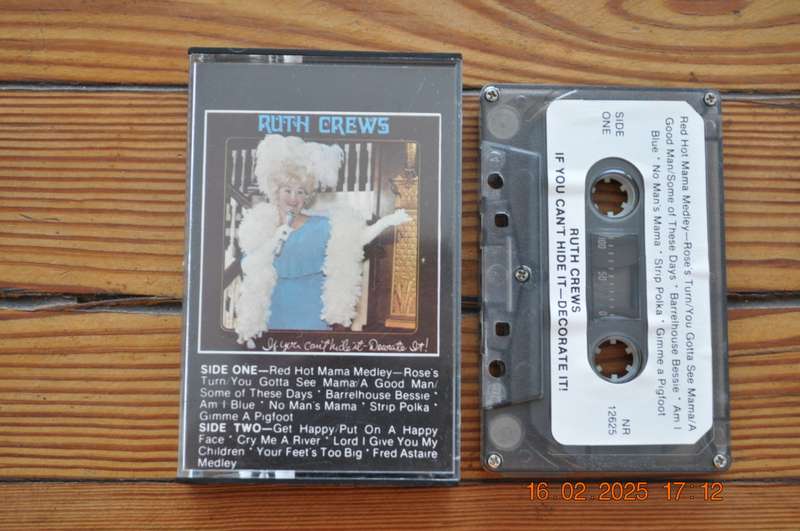 RUTH CREWS
If you can't hide it - Decorate It!
SIDE ONE—Red Hot Mama Medley—Rose's
Turn/You Gotta See Mama/A Good Man/
Some of These Days * Barrelhouse Bessie *
Am I Blue * No Man's Mama * Strip Polka *
Gimme A Pigfoot
SIDE TWO—Get Happy/Put On A Happy
Face * Cry Me A River * Lord I Give You My
Children * Your Feet's Too Big * Fred Astaire
Medley
SIDE
ONE
Red Hot Mama Medley—Rose's Turn/You Gotta See Mama/A
Good Man/Some of These Days * Barrelhouse Bessie * Am I
Blue * No Man's Mama * Strip Polka * Gimme a Pigfoot
100 50 0
NR
12625
RUTH CREWS
IF YOU CAN'T HIDE IT—DECORATE IT!
16.02.2025 17:12